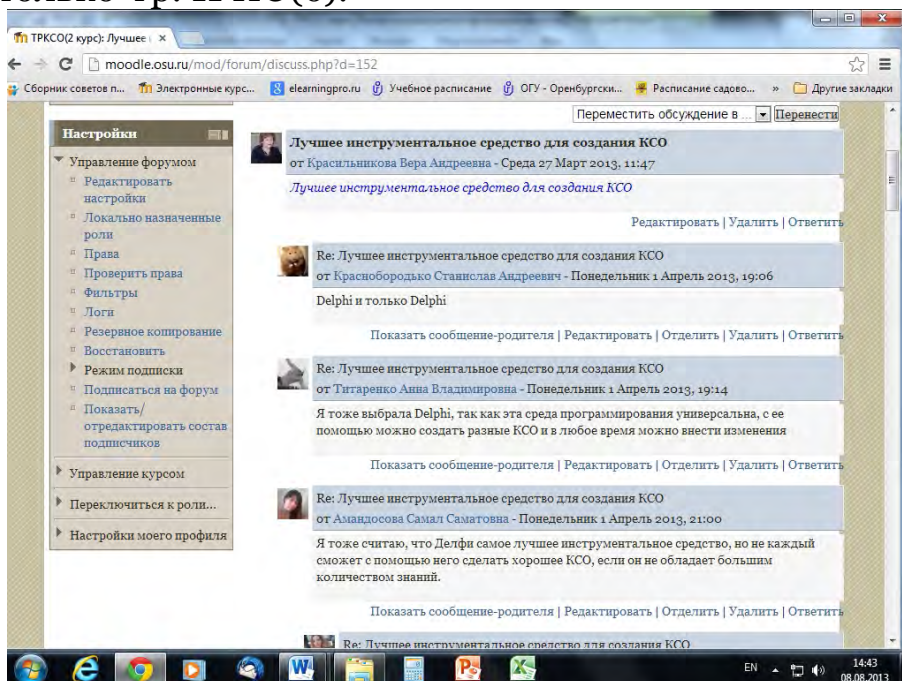 ТРКСО(2 курс): Лучшее
moodle.osu.ru/mod/forum/discuss.php?d=152
Сборник советов п... Электронные курс... elearningpro.ru Учебное расписание ОГУ - Оренбургски... Расписание садово... » Другие закладки
Переместить обсуждение в ... Перенести
Настройки
Управление форумом
Редактировать
настройки
Локально назначенные
роли
Права
Проверить права
Фильтры
Логи
Резервное копирование
Восстановить
Режим подписки
Подписаться на форум
Показать/
отредактировать состав
подписчиков
Управление курсом
Переключиться к роли...
Настройки моего профиля
Лучшее инструментальное средство для создания КСО
от Красильникова Вера Андреевна - Среда 27 Март 2013, 11:47
Лучшее инструментальное средство для создания КСО
Редактировать | Удалить | Ответить
Re: Лучшее инструментальное средство для создания КСО
от Краснобородько Станислав Андреевич - Понедельник 1 Апрель 2013, 19:06
Delphi и только Delphi
Показать сообщение-родителя | Редактировать | Отделить | Удалить | Ответить
Re: Лучшее инструментальное средство для создания КСО
от Титаренко Анна Владимировна - Понедельник 1 Апрель 2013, 19:14
Я тоже выбрала Delphi, так как эта среда программирования универсальна, с ее
помощью можно создать разные КСО и в любое время можно внести изменения
Показать сообщение-родителя | Редактировать | Отделить | Удалить | Ответить
Re: Лучшее инструментальное средство для создания КСО
от Амандосова Самал Саматовна - Понедельник 1 Апрель 2013, 21:00
Я тоже считаю, что Делфи самое лучшее инструментальное средство, но не каждый
сможет с помощью него сделать хорошее КСО, если он не обладает большим
количеством знаний.
Показать сообщение-родителя | Редактировать | Отделить | Удалить | Ответить
Re: Лучшее инструментальное средство для создания КСО
EN 14:43
08.08.2013